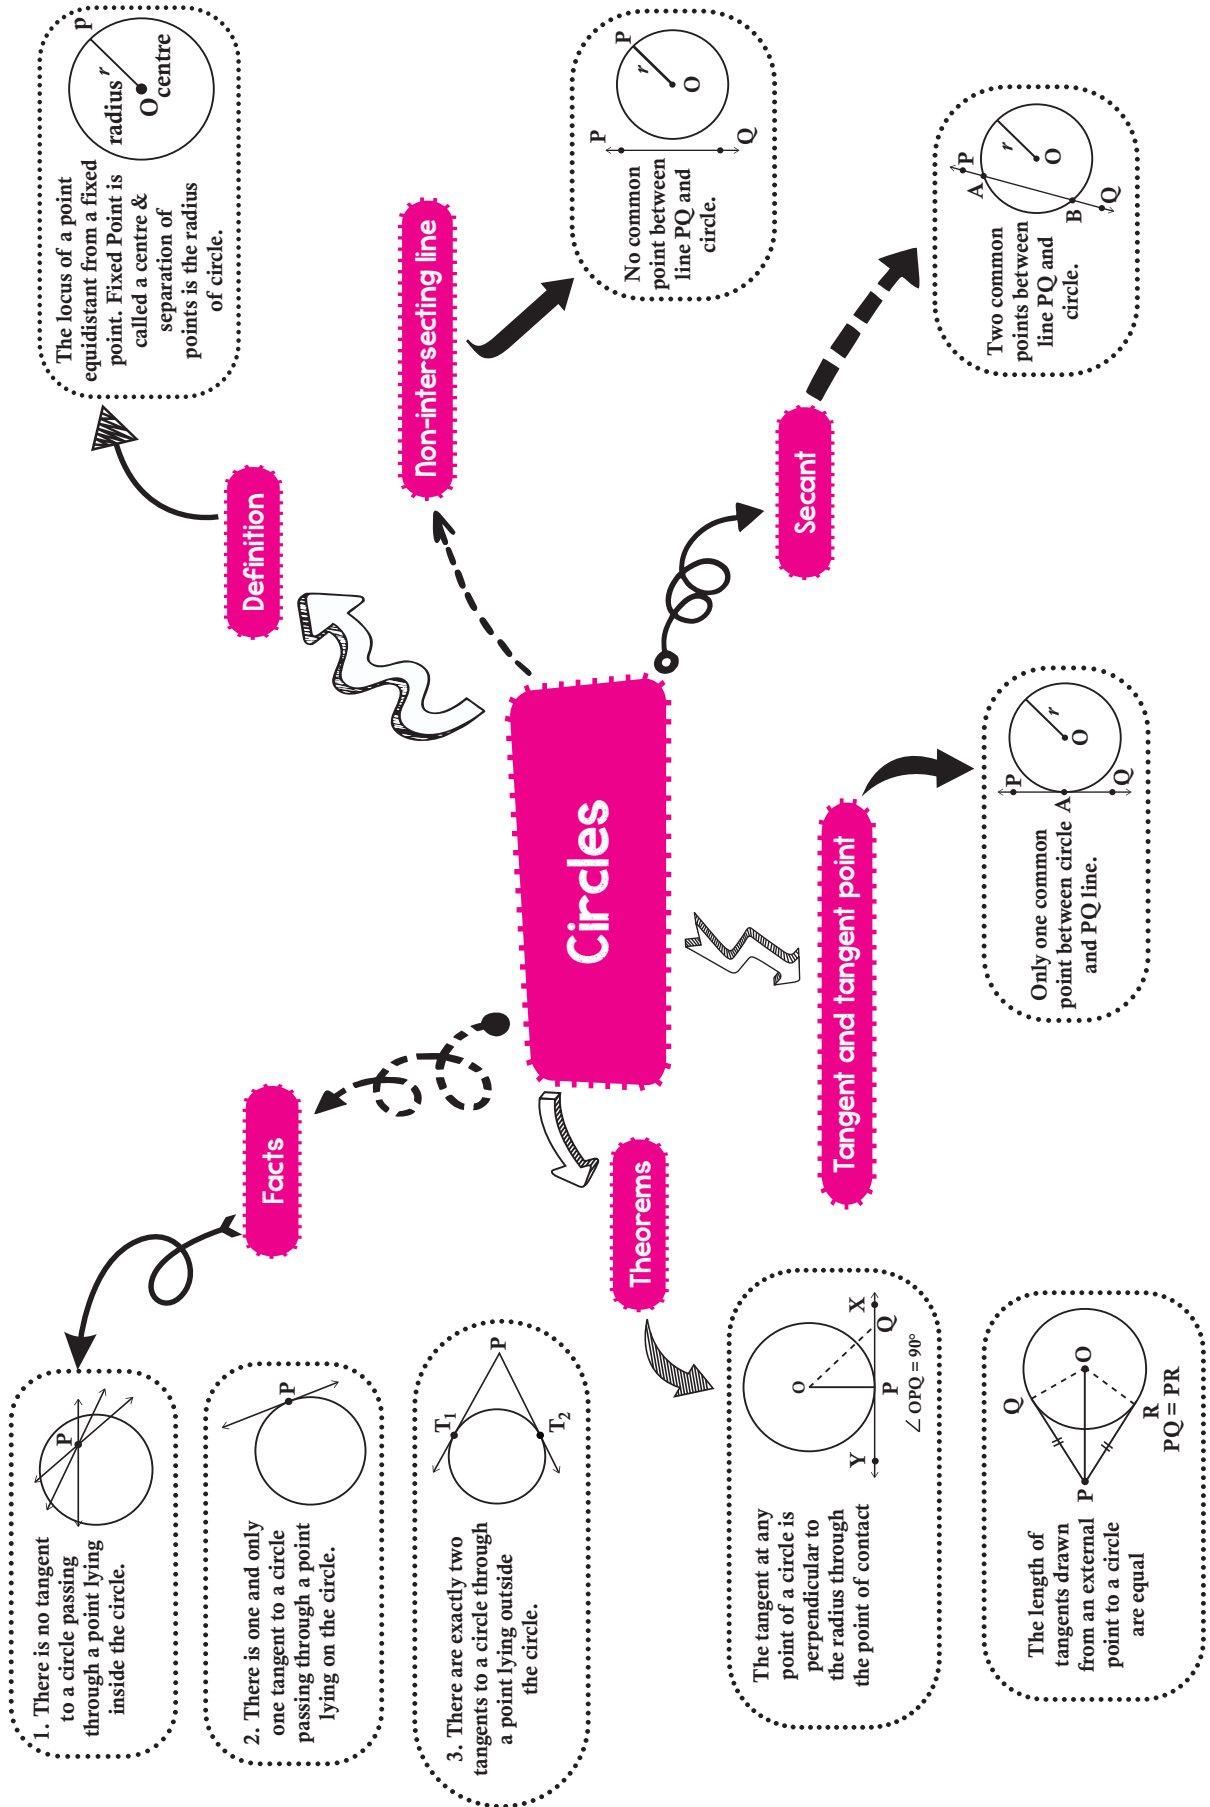 Circles
Definition
The locus of a point
equidistant from a fixed
point. Fixed Point is
called a centre &
separation of
points is the radius
of circle.
P
radius
r
O
centre
Non-intersecting line
No common
point between
line PQ and
circle.
P
Q
P
r
O
Secant
Two common
points between
line PQ and
circle.
P
A
B
Q
r
O
Tangent and tangent point
Only one common
point between circle
and PQ line.
P
A
Q
r
O
Theorems
The tangent at any
point of a circle is
perpendicular to
the radius through
the point of contact
O
Y
P
Q
X
∠ OPQ = 90°
The length of
tangents drawn
from an external
point to a circle
are equal
Q
P
O
R
PQ = PR
Facts
1. There is no tangent
to a circle passing
through a point lying
inside the circle.
P
2. There is one and only
one tangent to a circle
passing through a point
lying on the circle.
P
3. There are exactly two
tangents to a circle through
a point lying outside
the circle.
T1
P
T2